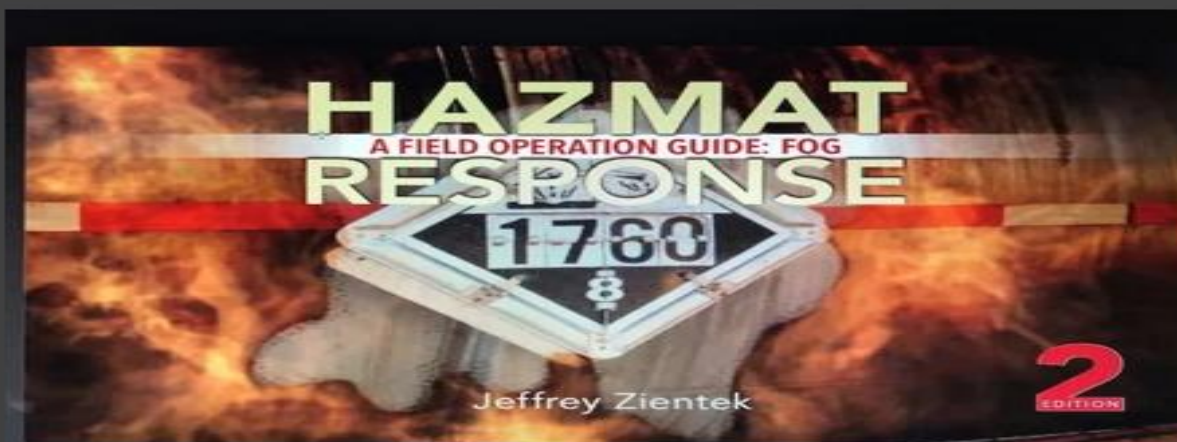 HAZMAT
A FIELD OPERATION GUIDE: FOG
RESPONSE
1760
8
Jeffrey Zientek
2
EDITION